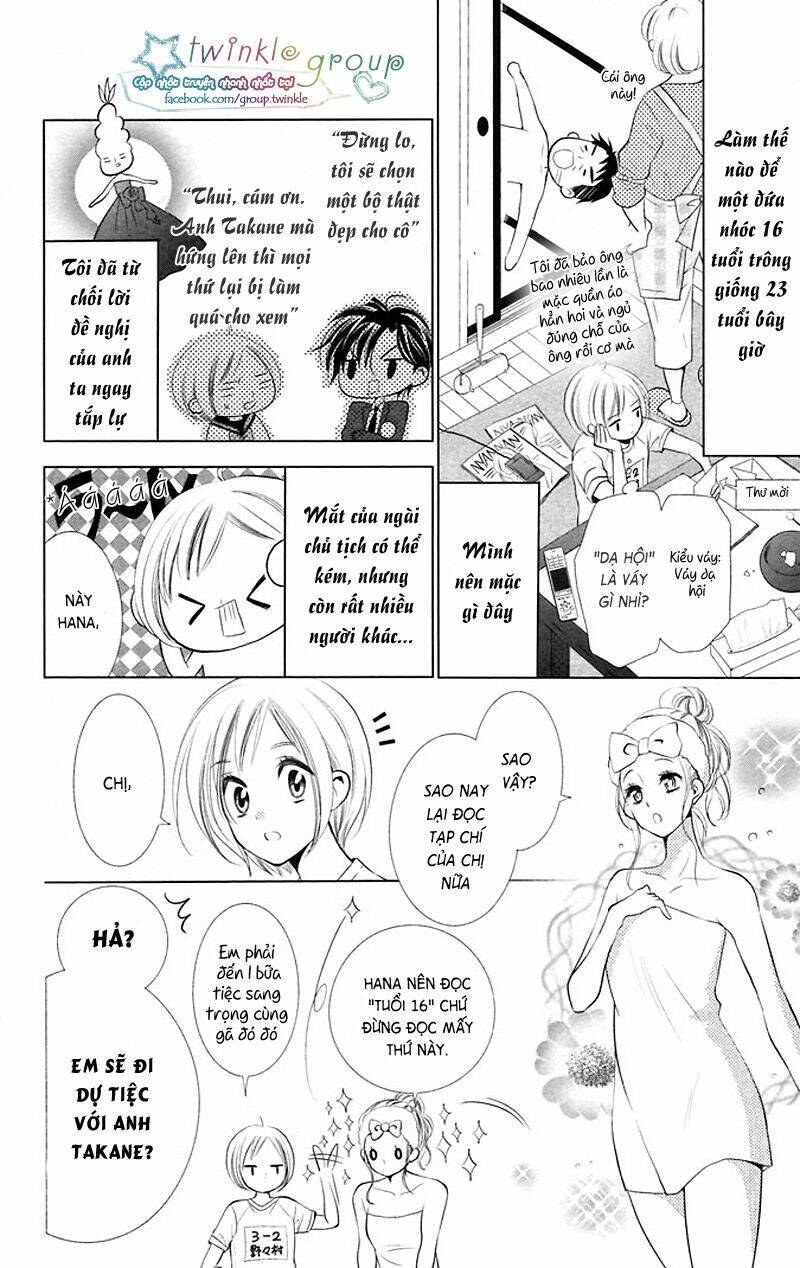 twinkle group
Cập nhật truyện nhanh nhất tại
facebook.com/group.twinkle
Cái ông
này!
Làm thế
nào để
một đứa
nhóc 16
tuổi trông
giống 23
tuổi bây
giờ
Tôi đã bảo ông
bao nhiêu lần là
mặc quần áo
hẳn hoi và ngủ
đúng chỗ của
ông rồi cơ mà
Thư mời
Kiểu váy:
Váy dạ
hội
"DẠ HỘI"
LÀ VÁY
GÌ NHỈ?
Mình
nên mặc
gì đây
"Đừng lo,
tôi sẽ chọn
một bộ thật
đẹp cho cô"
"Thui, cám ơn.
Anh Takane mà
hứng lên thì mọi
thứ lại bị làm
quá cho xem"
Tôi đã từ
chối lời
đề nghị
của anh
ta ngay
tắp lự
Mắt của ngài
chủ tịch có thể
kém, nhưng
còn rất nhiều
người khác...
*Á á á á á
NÀY
HANA,
SAO
VẬY?
SAO NAY
LẠI ĐỌC
TẠP CHÍ
CỦA CHỊ
NỮA
CHỊ,
HANA NÊN ĐỌC
"TUỔI 16" CHỨ
ĐỪNG ĐỌC MẤY
THỨ NÀY.
Em phải
đến 1 bữa
tiệc sang
trọng cùng
gã đó đó
HẢ?
EM SẼ ĐI
DỰ TIỆC
VỚI ANH
TAKANE?
3-2
野々村